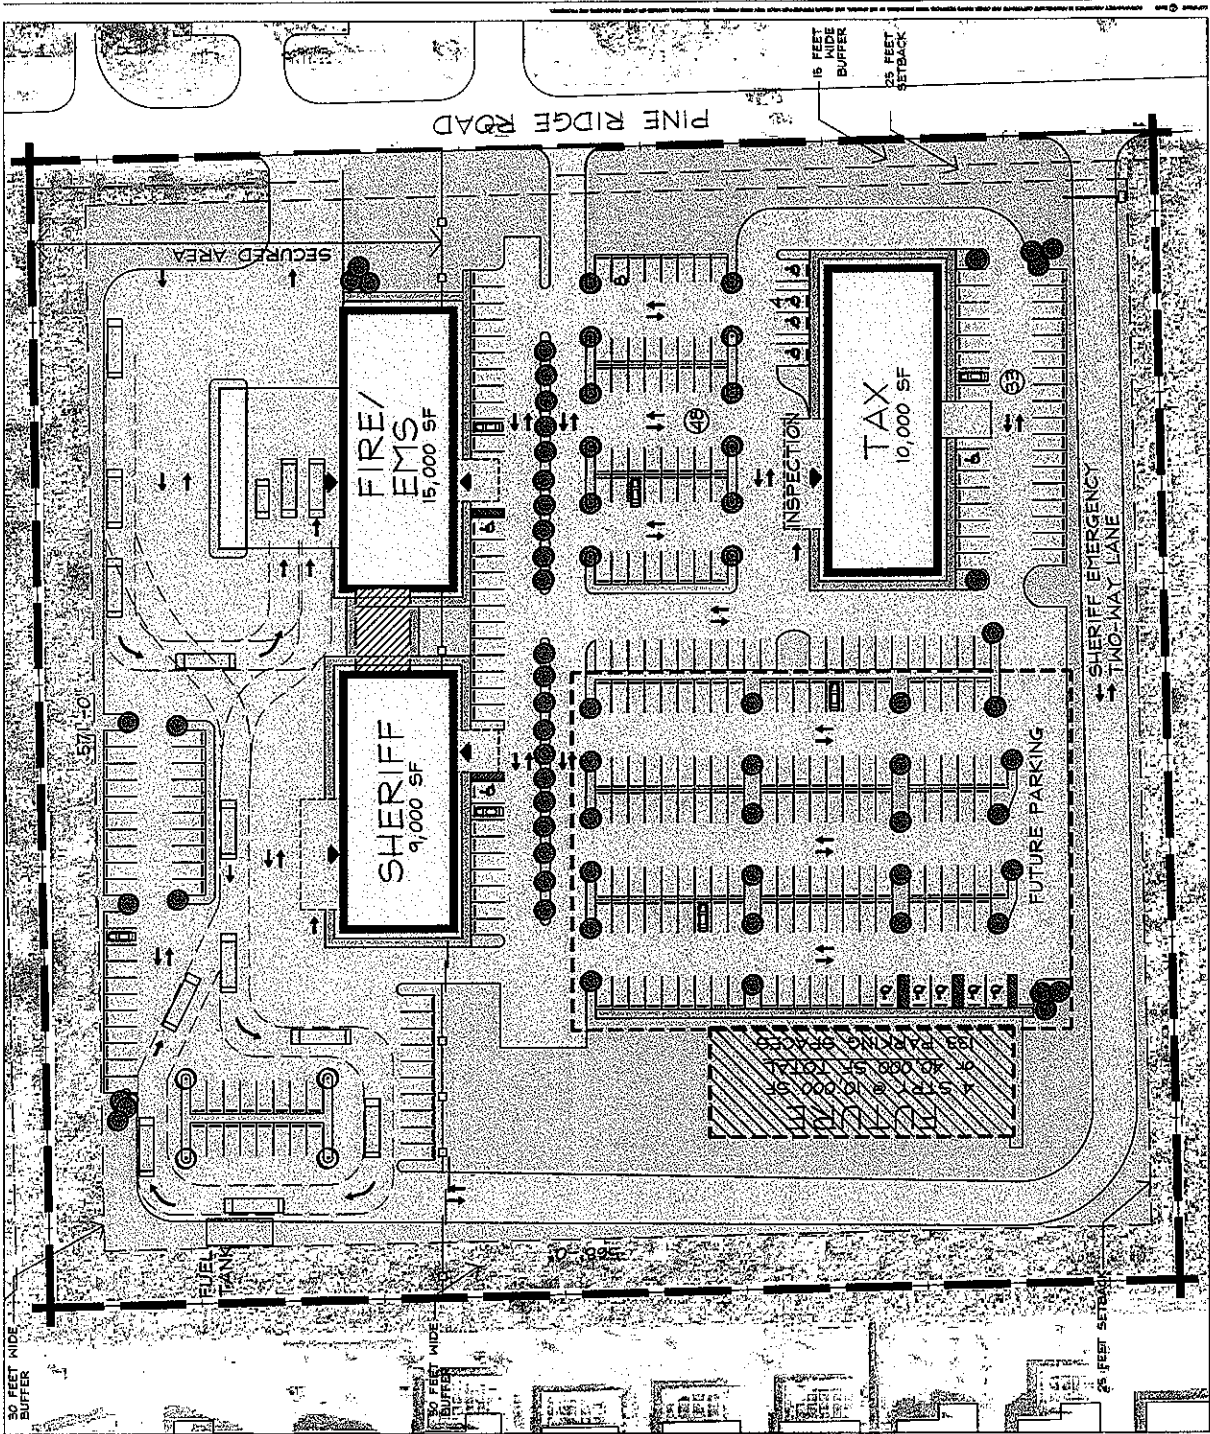 15 FEET
WIDE
BUFFER
25 FEET
SETBACK
PINE RIDGE ROAD
SECURED AREA
FIRE/
EMS
15,000 SF
48
4
INSPECTION
TAX
10,000 SF
33
SHERIFF EMERGENCY
TWO-WAY LANE
SHERIFF
9,000 SF
FUTURE PARKING
FUTURE
4 STRY @ 10,000 SF
OF 40,000 SF TOTAL
133 PARKING SPACES
FUEL
TANK
30 FEET WIDE
BUFFER
30 FEET WIDE
BUFFER
25 FEET SETBACK